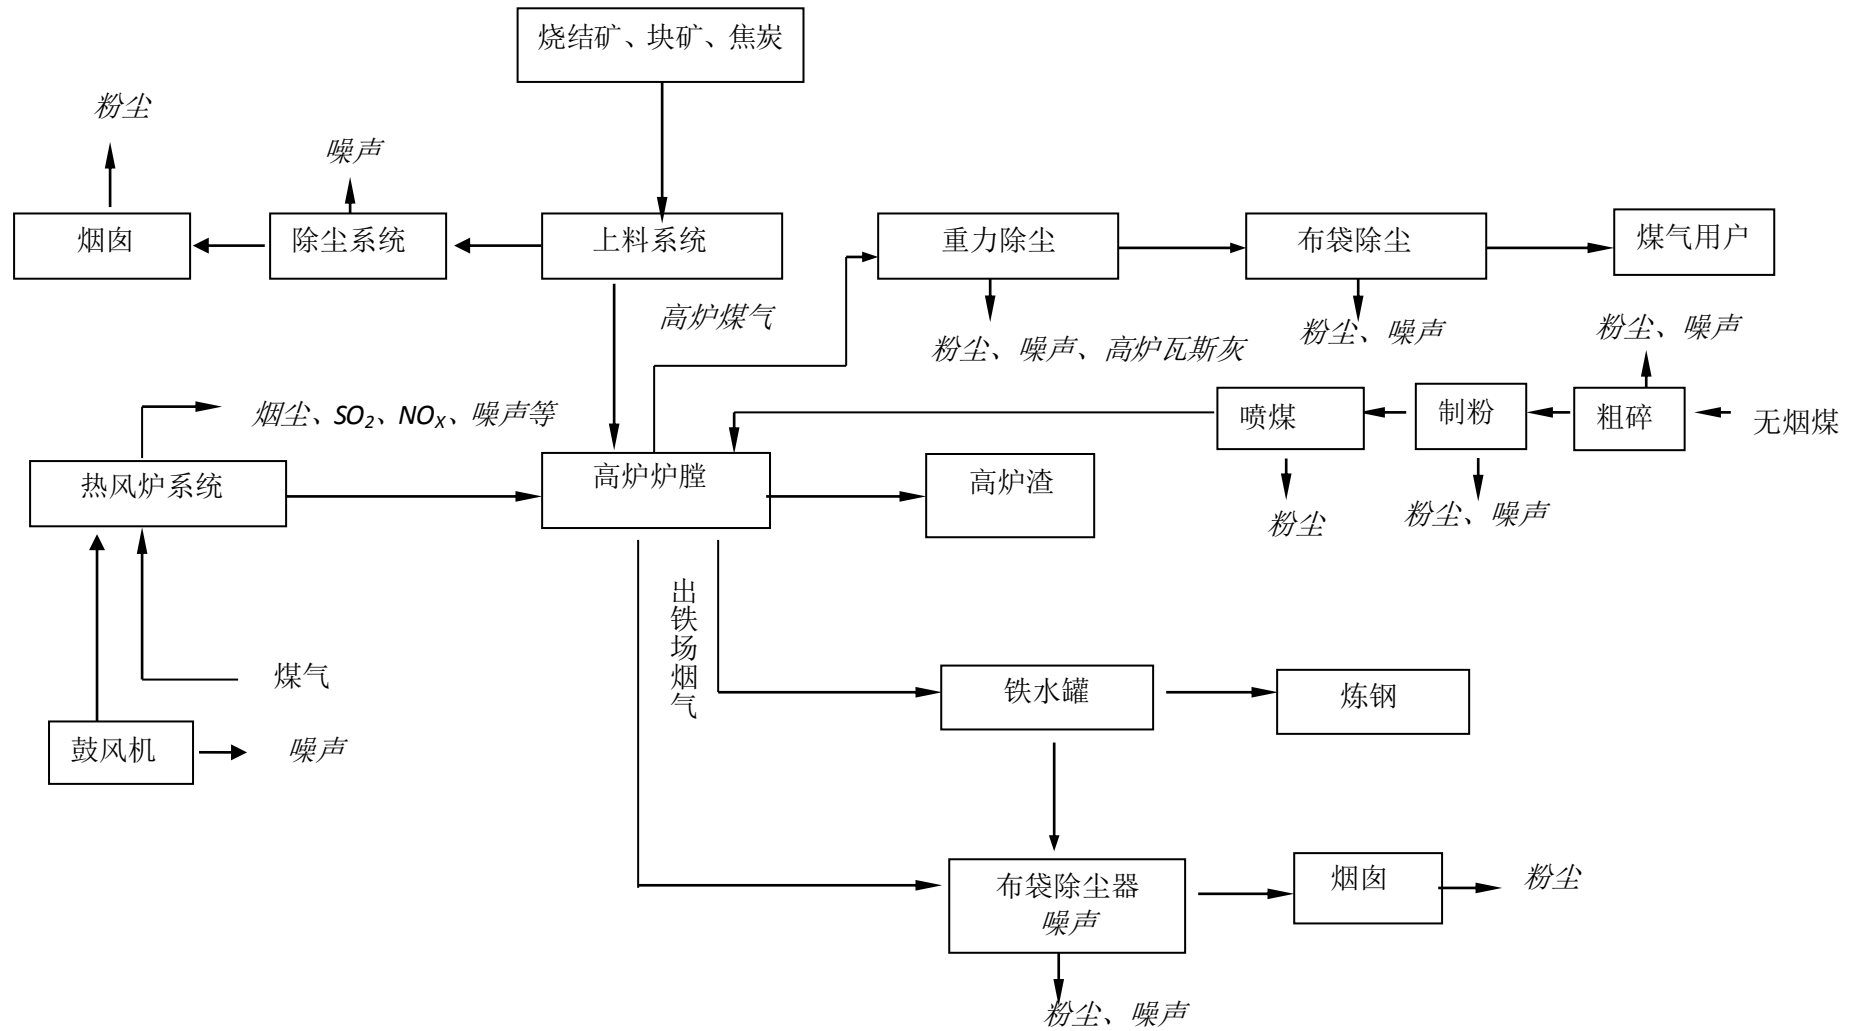 烧结矿、块矿、焦炭
粉尘
噪声
烟囱
除尘系统
上料系统
重力除尘
布袋除尘
煤气用户
高炉煤气
粉尘、噪声、高炉瓦斯灰
粉尘、噪声
粉尘、噪声
烟尘、SO2、NOX、噪声等
喷煤
制粉
粗碎
无烟煤
热风炉系统
高炉炉膛
高炉渣
粉尘
粉尘、噪声
出铁场烟气
煤气
铁水罐
炼钢
鼓风机
噪声
布袋除尘器
噪声
烟囱
粉尘
粉尘、噪声